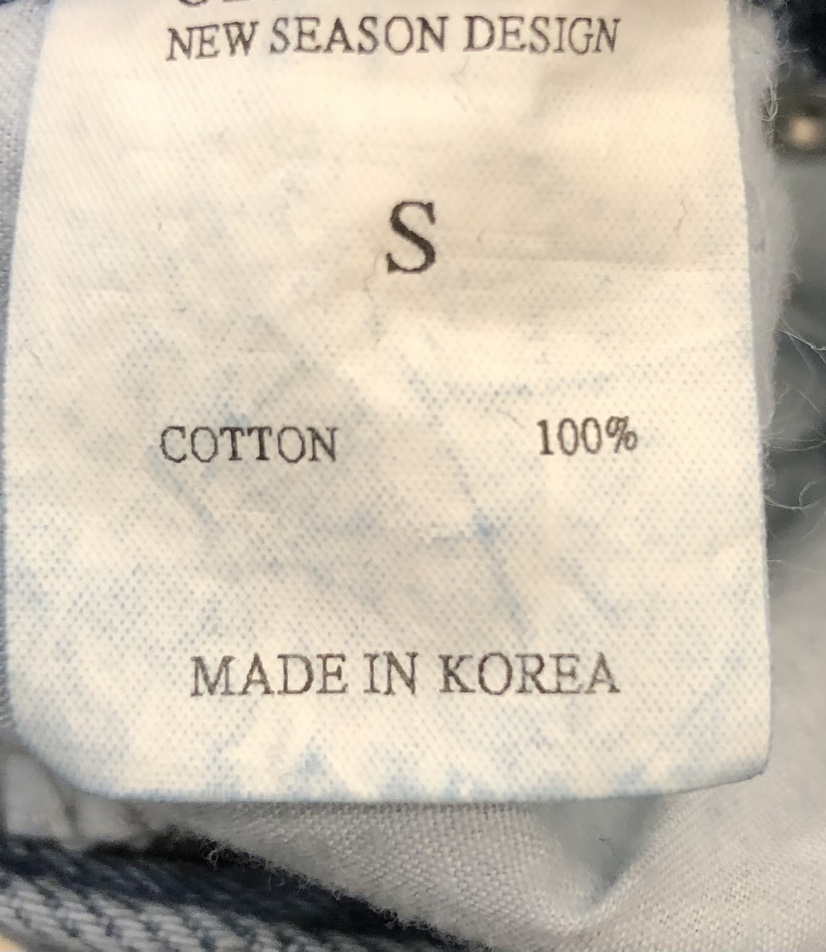 NEW SEASON DESIGN
S
COTTON 100%
MADE IN KOREA